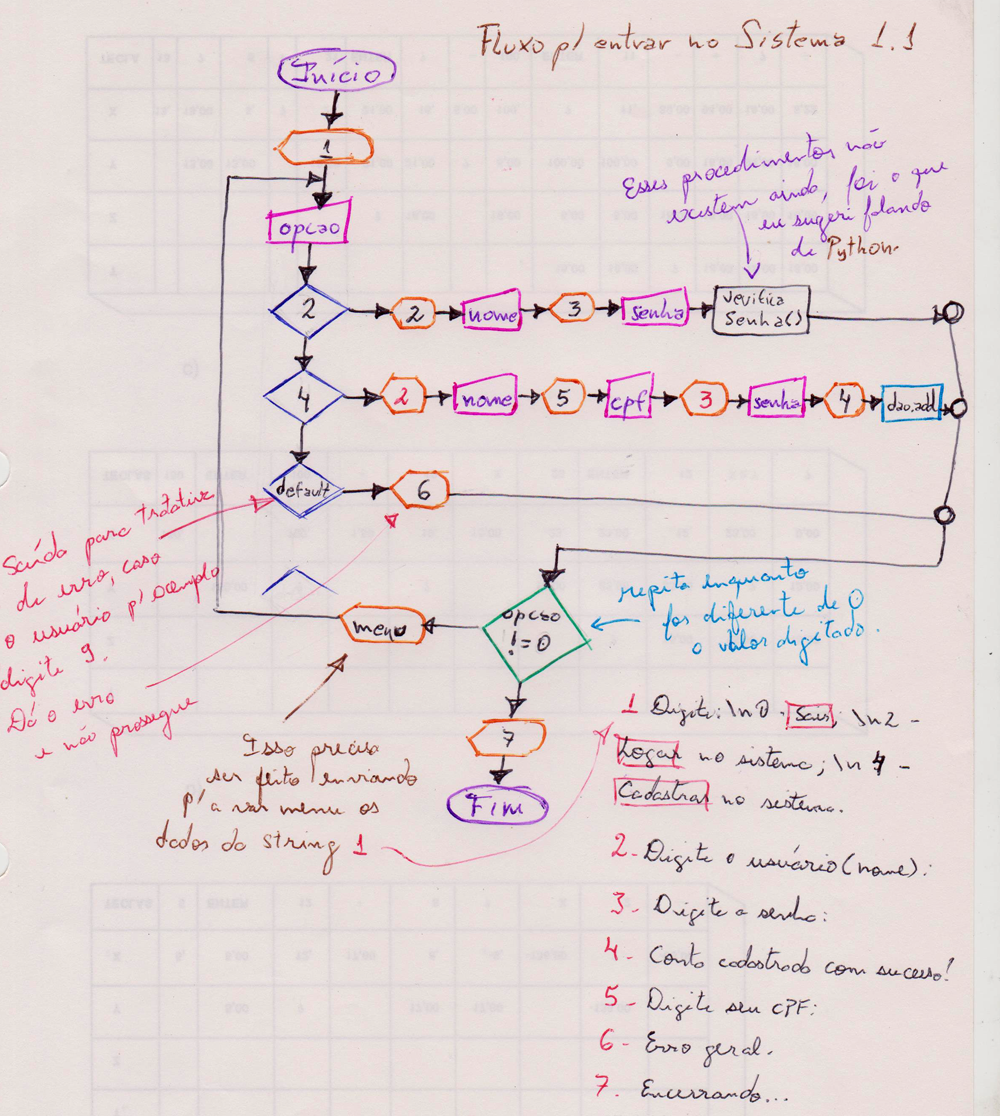 Fluxo p/ entrar no Sistema 1.1
Início
1
Esses procedimentos não
existem ainda, foi o que
eu sugeri falando
de Python.
opcao
2
2
nome
3
senha
verifica
Senha()
4
2
nome
5
cpf
3
senha
4
dao.add
default
6
Saída para tratativa
de erro, caso
o usuário p/ exemplo
digite 9.
Dá o erro
e não prossegue
opcao
!=0
menu
repita enquanto
for diferente de 0
o valor digitado.
7
Fim
Isso precisa
ser feito enviando
p/ a var menu os
dados da string 1
1 Digite: \n0 - Sair; \n2 -
Logar no sistema; \n4 -
Cadastrar no sistema.
2- Digite o usuário (nome):
3- Digite a senha:
4- Conta cadastrada com sucesso!
5- Digite seu CPF:
6- Erro geral.
7. Encerrando...